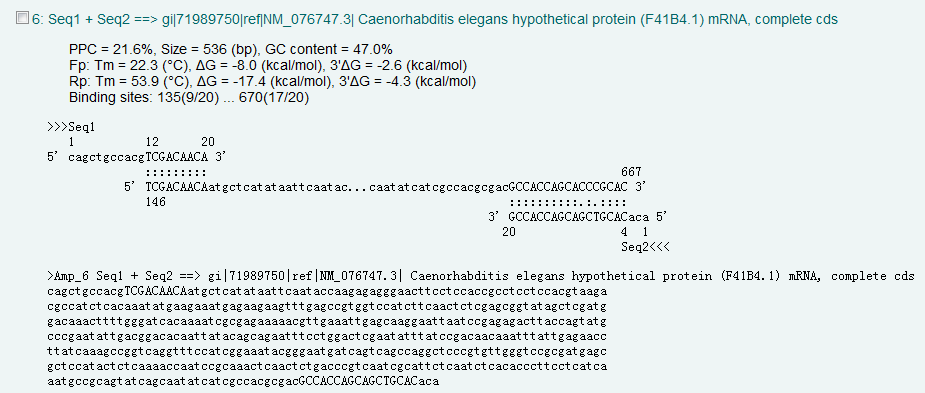 6: Seq1 + Seq2 ==> gi|71989750|ref|NM_076747.3| Caenorhabditis elegans hypothetical protein (F41B4.1) mRNA, complete cds
PPC = 21.6%, Size = 536 (bp), GC content = 47.0%
Fp: Tm = 22.3 (°C), ΔG = -8.0 (kcal/mol), 3'ΔG = -2.6 (kcal/mol)
Rp: Tm = 53.9 (°C), ΔG = -17.4 (kcal/mol), 3'ΔG = -4.3 (kcal/mol)
Binding sites: 135(9/20) ... 670(17/20)
>>>Seq1
1 12 20
5' cagctgccacgTCGACAACA 3'
:::::::::
667
5' TCGACAACAatgctcatataattcaatac...caatatcatcgccacgcgacGCCACCAGCACCCGCAC 3'
146 ::::::::::.:.::::
3' GCCACCAGCAGCTGCACaca 5'
20 4 1
Seq2<<<
>Amp_6 Seq1 + Seq2 ==> gi|71989750|ref|NM_076747.3| Caenorhabditis elegans hypothetical protein (F41B4.1) mRNA, complete cds
cagctgccacgTCGACAACAatgctcatataattcaataccaagagagggaacttcctccaccgcctcctccacgtaaga
cgccatctcacaaatatgaagaaatgagaagaagtttgagccgtggtccatcttcaactctcgagcggtatagctcgatg
gacaaacttttgggatcacaaaatcgcgagaaaaacgttgaaattgagcaaggaattaatccgagagacttaccagtatg
cccgaatattgacggacacaattatacagcagaatttcctggactcgaatatttatccgacaacaaatttattgagaacc
ttatcaaagccggtcaggtttccatcggaaatacgggaatgatcagtcagccaggctcccgtgttgggtccgcgatgagc
gctccatactctcaaaaccaatccgcaaactcaactctgacccgtcaatcgcattctcaatctcacacccttcctcatca
aatgccgcagtatcagcaatatcatcgccacgcgacGCCACCAGCAGCTGCACaca